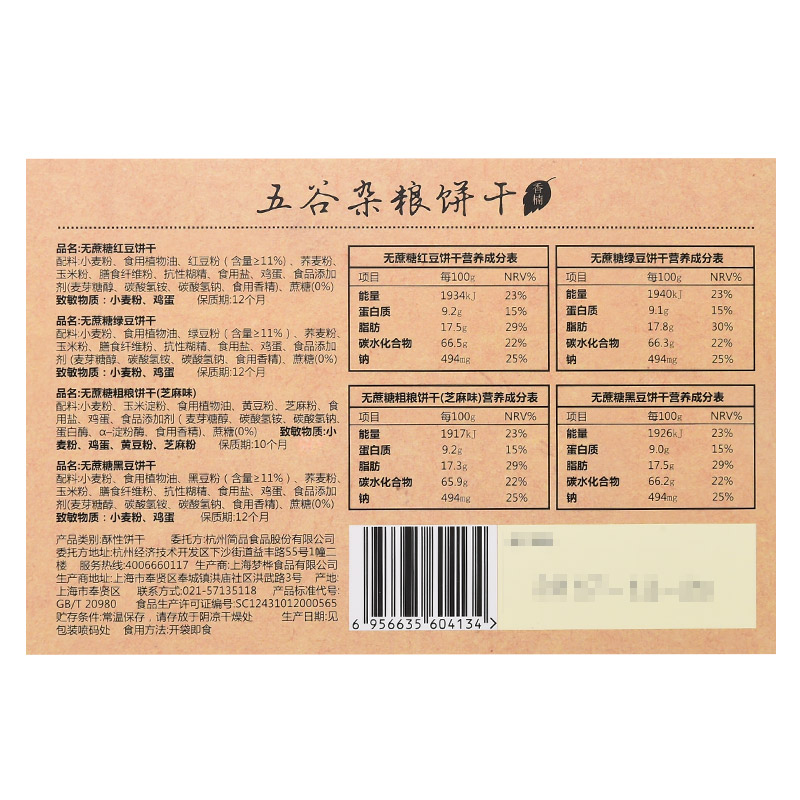 五谷杂粮饼干
香楠
品名:无蔗糖红豆饼干
配料:小麦粉、食用植物油、红豆粉（含量≥11%）、荞麦粉、
玉米粉、膳食纤维粉、抗性糊精、食用盐、鸡蛋、食品添加
剂(麦芽糖醇、碳酸氢铵、碳酸氢钠、食用香精)、蔗糖(0%)
致敏物质：小麦粉、鸡蛋 保质期:12个月
品名:无蔗糖绿豆饼干
配料:小麦粉、食用植物油、绿豆粉（含量≥11%）、荞麦粉、
玉米粉、膳食纤维粉、抗性糊精、食用盐、鸡蛋、食品添加
剂 (麦芽糖醇、碳酸氢铵、碳酸氢钠、食用香精)、蔗糖(0%)
致敏物质：小麦粉、鸡蛋 保质期:12个月
品名:无蔗糖粗粮饼干(芝麻味)
配料:小麦粉、玉米淀粉、食用植物油、黄豆粉、芝麻粉、食
用盐、鸡蛋、食品添加剂（麦芽糖醇、碳酸氢铵、碳酸氢钠、
蛋白酶、α-淀粉酶、食用香精)、蔗糖(0%) 致敏物质:小
麦粉、鸡蛋、黄豆粉、芝麻粉 保质期:10个月
品名:无蔗糖黑豆饼干
配料:小麦粉、食用植物油、黑豆粉（含量≥11%）、荞麦粉、
玉米粉、膳食纤维粉、抗性糊精、食用盐、鸡蛋、食品添加
剂(麦芽糖醇、碳酸氢铵、碳酸氢钠、食用香精)、蔗糖(0%)
致敏物质：小麦粉、鸡蛋 保质期:12个月
产品类别:酥性饼干 委托方:杭州简品食品股份有限公司
委托方地址:杭州经济技术开发区下沙街道益丰路55号1幢二
楼 服务热线:4006660117 生产商:上海梦桦食品有限公司
生产商地址:上海市奉贤区奉城镇洪庙社区洪武路3号 产地:
上海市奉贤区 联系方式:021-57135118 产品标准代号:
GB/T 20980 食品生产许可证编号:SC12431012000565
贮存条件:常温保存，请存放于阴凉干燥处 生产日期:见
包装喷码处 食用方法:开袋即食
无蔗糖红豆饼干营养成分表
项目 每100g NRV%
能量 1934kJ 23%
蛋白质 9.2g 15%
脂肪 17.5g 29%
碳水化合物 66.5g 22%
钠 494mg 25%
无蔗糖绿豆饼干营养成分表
项目 每100g NRV%
能量 1940kJ 23%
蛋白质 9.1g 15%
脂肪 17.8g 30%
碳水化合物 66.3g 22%
钠 494mg 25%
无蔗糖粗粮饼干(芝麻味)营养成分表
项目 每100g NRV%
能量 1917kJ 23%
蛋白质 9.2g 15%
脂肪 17.3g 29%
碳水化合物 65.9g 22%
钠 494mg 25%
无蔗糖黑豆饼干营养成分表
项目 每100g NRV%
能量 1926kJ 23%
蛋白质 9.0g 15%
脂肪 17.5g 29%
碳水化合物 66.2g 22%
钠 494mg 25%
6 956635 604134 >